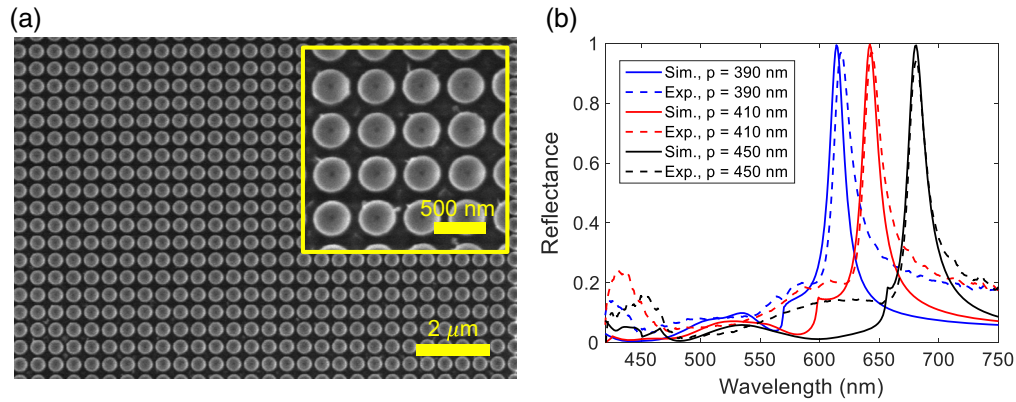 (a)
500 nm
2 μm
(b)
Reflectance
1
0.8
0.6
0.4
0.2
0
Sim., p = 390 nm
Exp., p = 390 nm
Sim., p = 410 nm
Exp., p = 410 nm
Sim., p = 450 nm
Exp., p = 450 nm
450 500 550 600 650 700 750
Wavelength (nm)